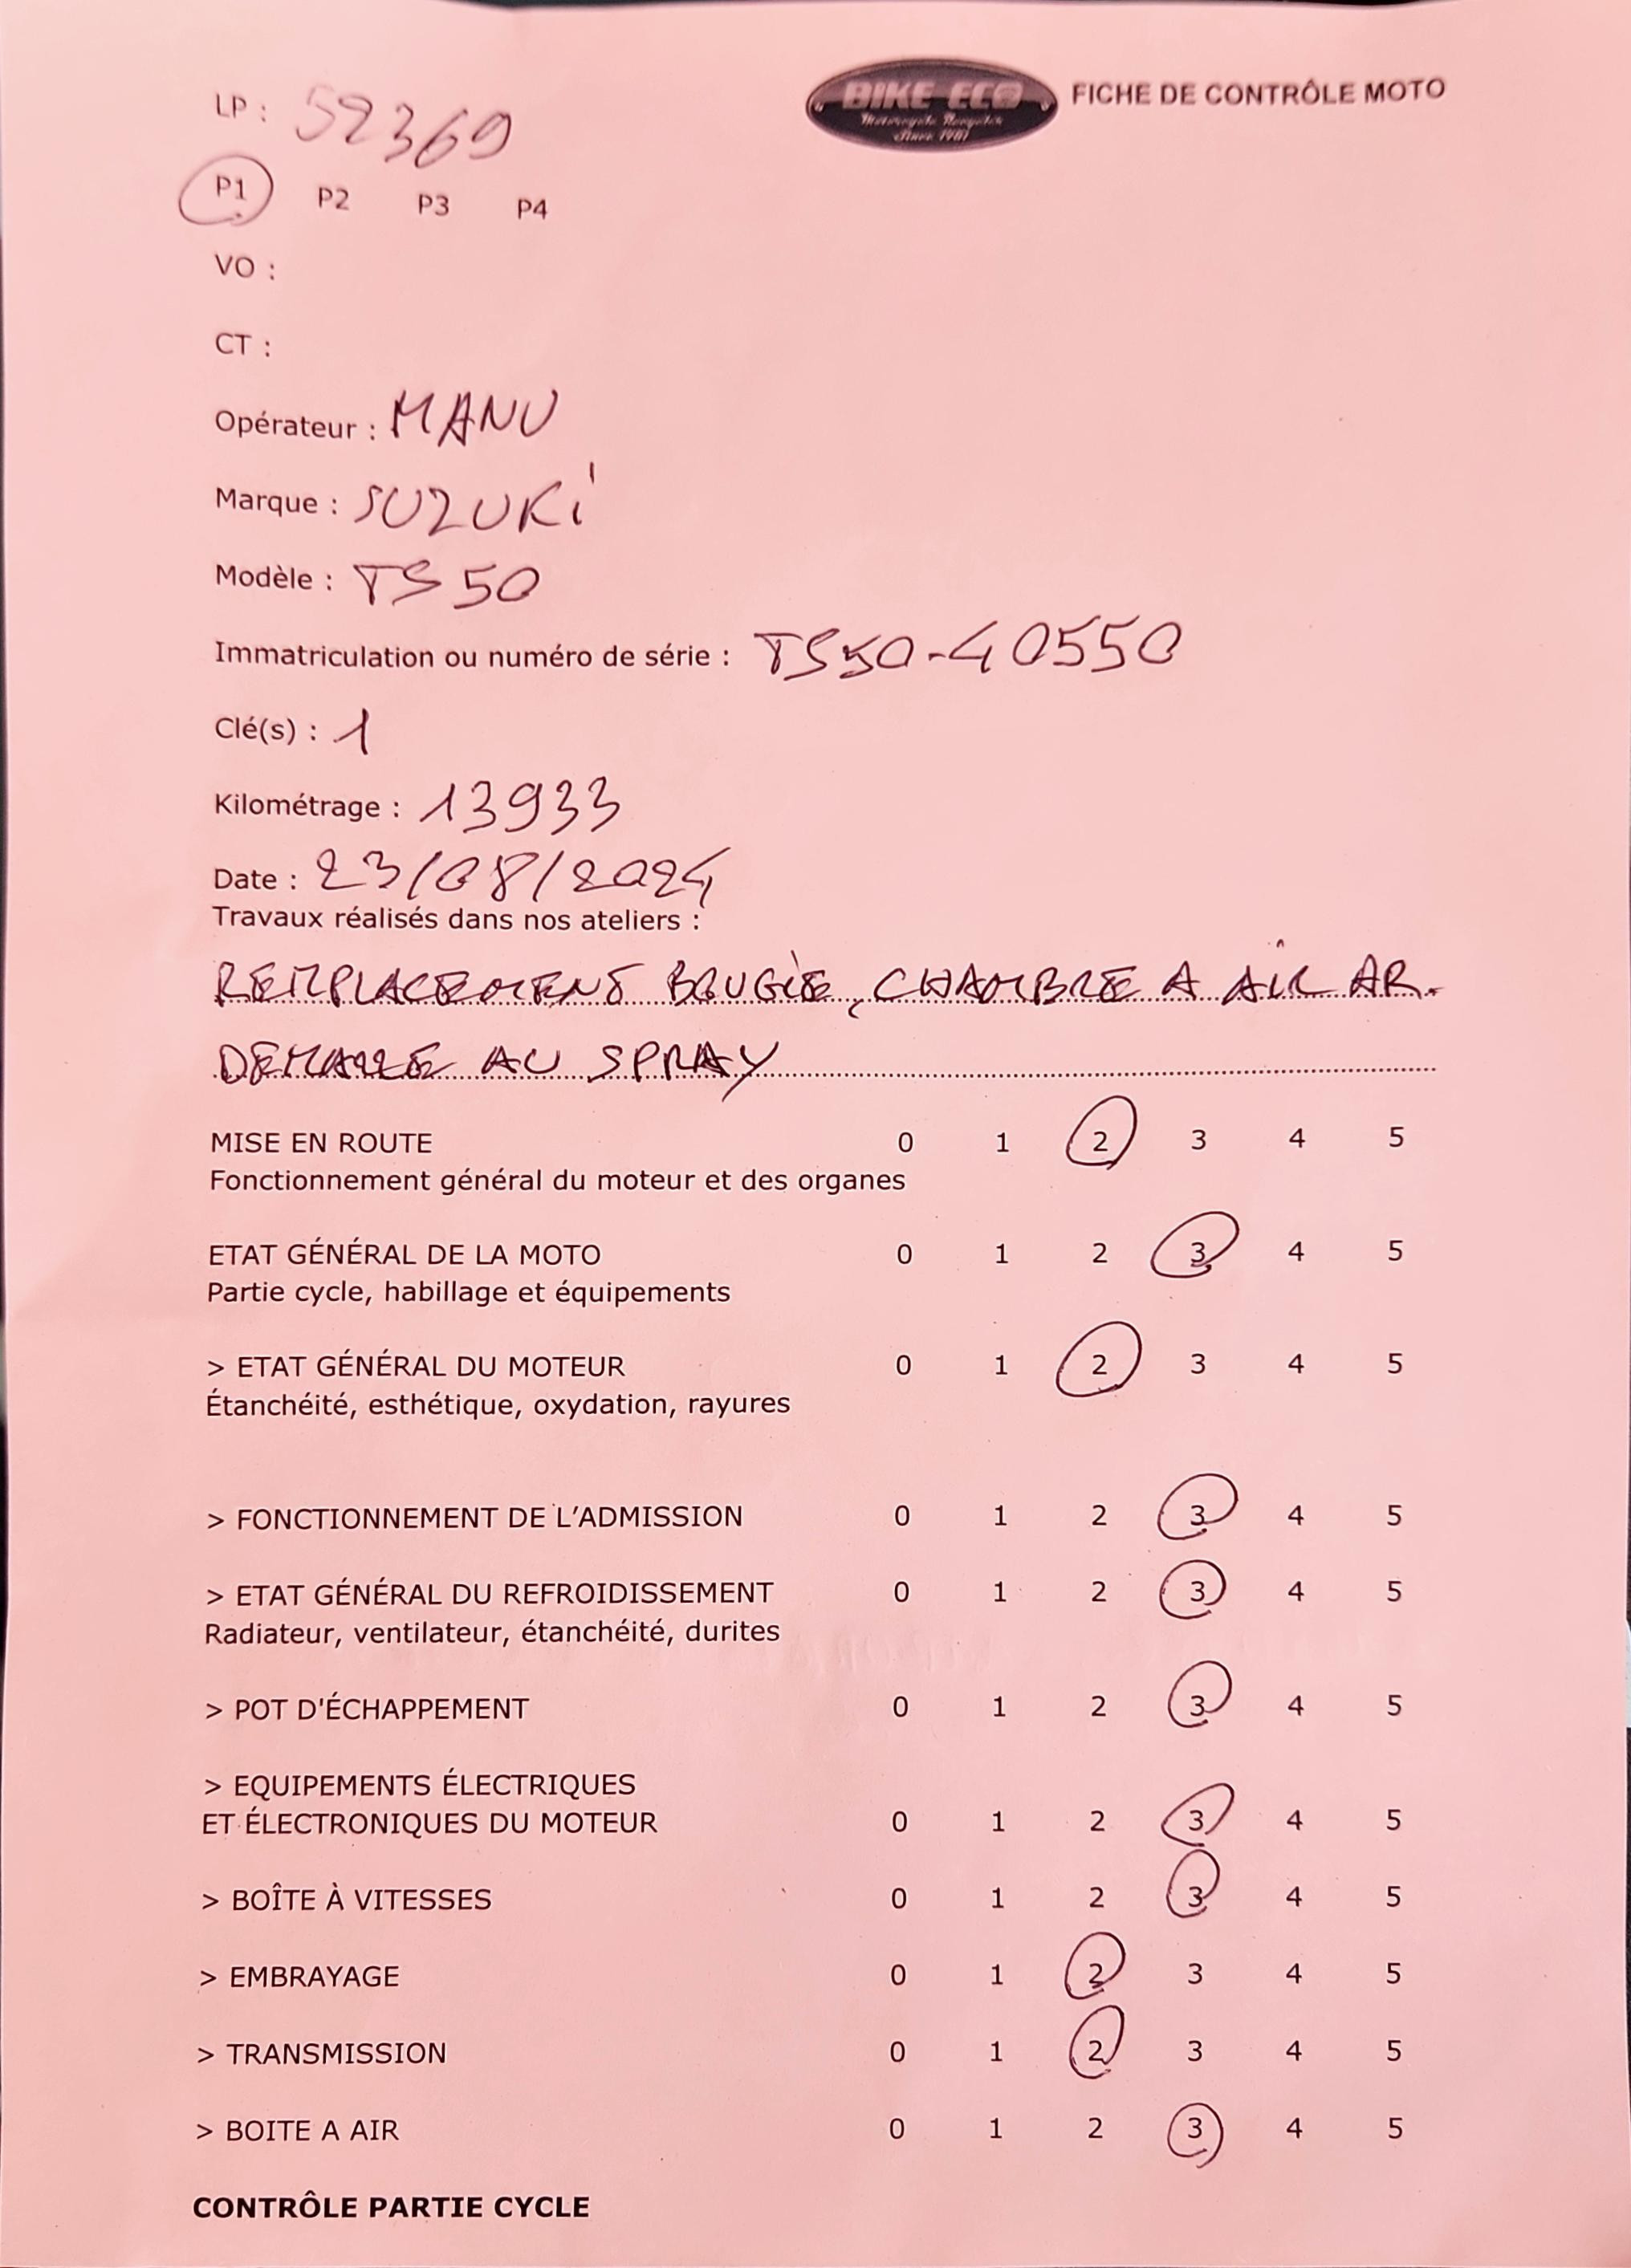 BIKE ECO
Motorcycle Recycler
Since 1987
FICHE DE CONTRÔLE MOTO
LP : 52369
P1 P2 P3 P4
VO :
CT :
Opérateur : MANU
Marque : SUZUKi
Modèle : TS 50
Immatriculation ou numéro de série : TS50-40550
Clé(s) : 1
Kilométrage : 13933
Date : 23/08/2024
Travaux réalisés dans nos ateliers :
REMPLACEMENT BOUGiE, CHAMBRE A AiR AR.
DEMARRE AU SPRAY
MISE EN ROUTE 0 1 2 3 4 5
Fonctionnement général du moteur et des organes
ETAT GÉNÉRAL DE LA MOTO 0 1 2 3 4 5
Partie cycle, habillage et équipements
> ETAT GÉNÉRAL DU MOTEUR 0 1 2 3 4 5
Étanchéité, esthétique, oxydation, rayures
> FONCTIONNEMENT DE L'ADMISSION 0 1 2 3 4 5
> ETAT GÉNÉRAL DU REFROIDISSEMENT 0 1 2 3 4 5
Radiateur, ventilateur, étanchéité, durites
> POT D'ÉCHAPPEMENT 0 1 2 3 4 5
> EQUIPEMENTS ÉLECTRIQUES
ET ÉLECTRONIQUES DU MOTEUR 0 1 2 3 4 5
> BOÎTE À VITESSES 0 1 2 3 4 5
> EMBRAYAGE 0 1 2 3 4 5
> TRANSMISSION 0 1 2 3 4 5
> BOITE A AIR 0 1 2 3 4 5
CONTRÔLE PARTIE CYCLE